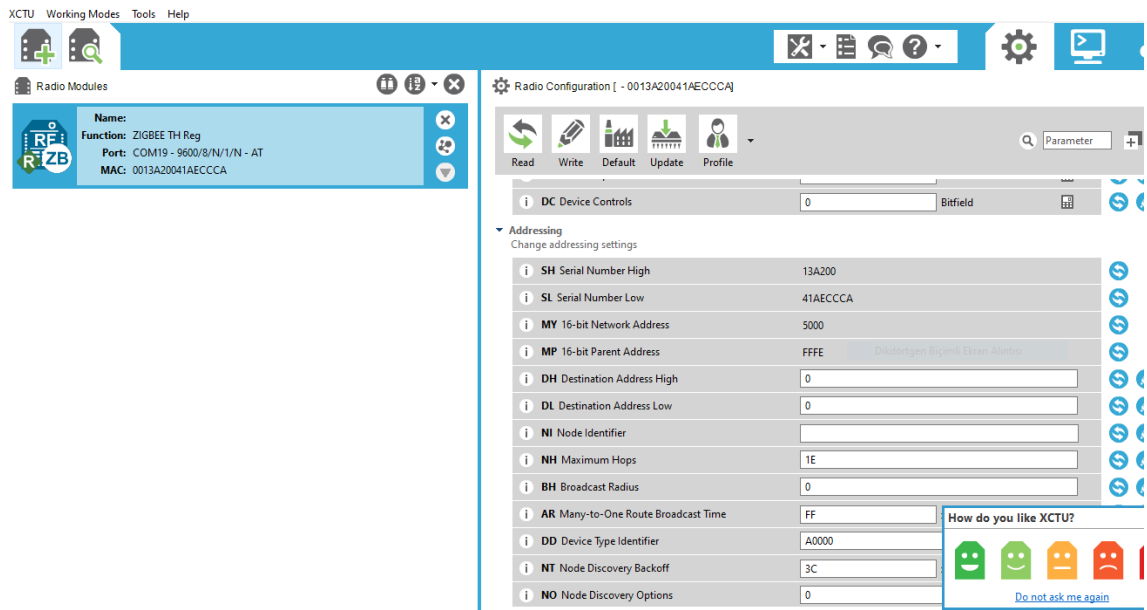 XCTU Working Modes Tools Help
Radio Modules
Name:
Function: ZIGBEE TH Reg
Port: COM19 - 9600/8/N/1/N - AT
MAC: 0013A20041AECCCA
RF
R ZB
Radio Configuration [ - 0013A20041AECCCA]
Read Write Default Update Profile
Parameter
i DC Device Controls 0 Bitfield
Addressing
Change addressing settings
i SH Serial Number High 13A200
i SL Serial Number Low 41AECCCA
i MY 16-bit Network Address 5000
i MP 16-bit Parent Address FFFE
Dikdörtgen Biçimli Ekran Alıntısı
i DH Destination Address High 0
i DL Destination Address Low 0
i NI Node Identifier
i NH Maximum Hops 1E
i BH Broadcast Radius 0
i AR Many-to-One Route Broadcast Time FF
i DD Device Type Identifier A0000
i NT Node Discovery Backoff 3C
i NO Node Discovery Options 0
How do you like XCTU?
Do not ask me again